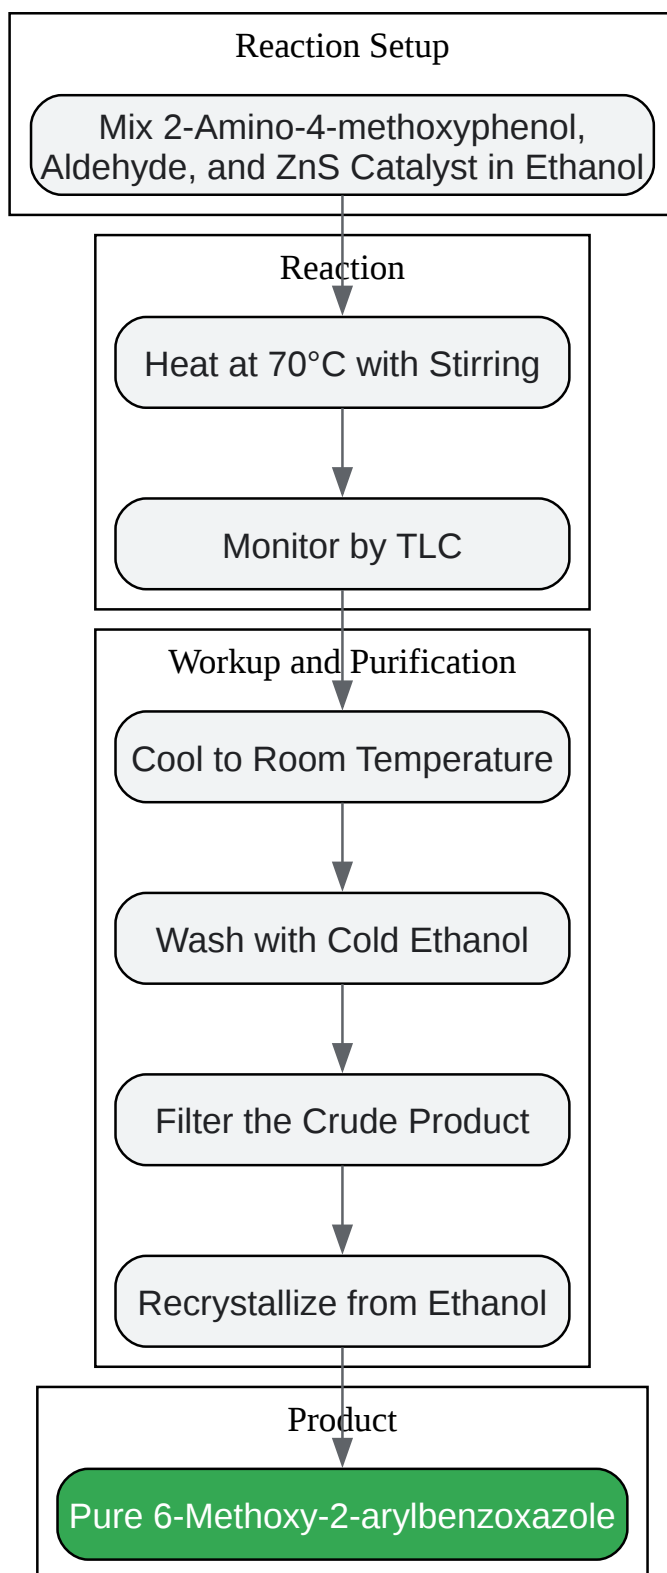 Reaction Setup
Mix 2-Amino-4-methoxyphenol,
Aldehyde, and ZnS Catalyst in Ethanol
Reaction
Heat at 70°C with Stirring
Monitor by TLC
Workup and Purification
Cool to Room Temperature
Wash with Cold Ethanol
Filter the Crude Product
Recrystallize from Ethanol
Product
Pure 6-Methoxy-2-arylbenzoxazole